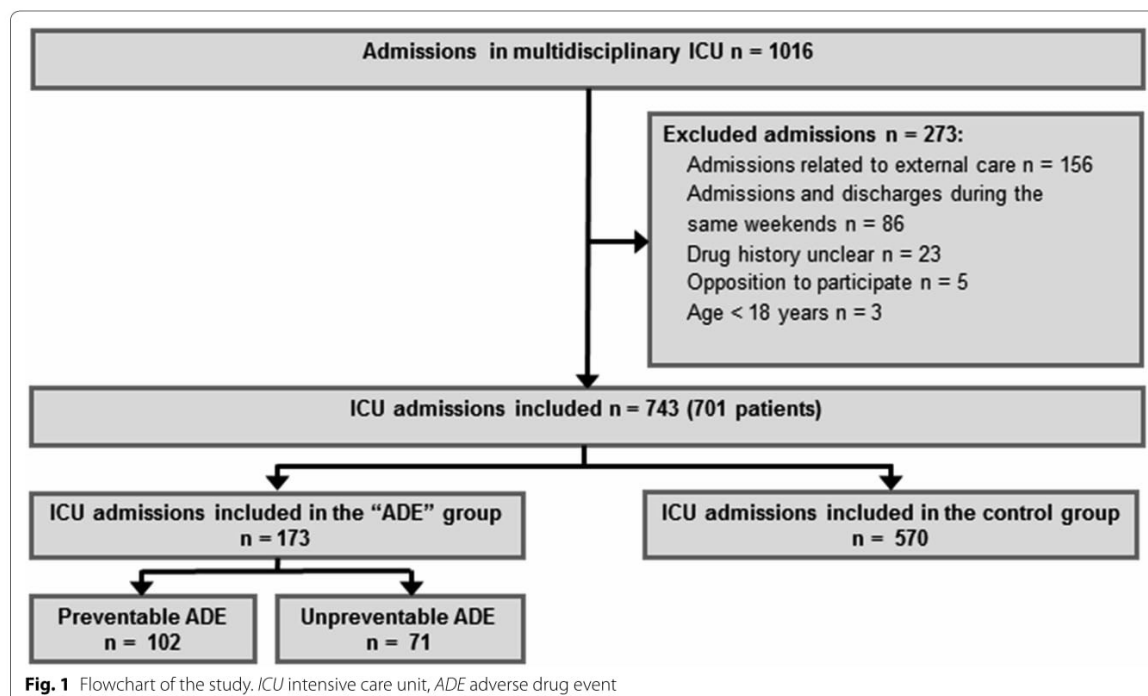 Admissions in multidisciplinary ICU n = 1016
Excluded admissions n = 273:
Admissions related to external care n = 156
Admissions and discharges during the
same weekends n = 86
Drug history unclear n = 23
Opposition to participate n = 5
Age < 18 years n = 3
ICU admissions included n = 743 (701 patients)
ICU admissions included in the “ADE” group
n = 173
ICU admissions included in the control group
n = 570
Preventable ADE
n = 102
Unpreventable ADE
n = 71
Fig. 1 Flowchart of the study. ICU intensive care unit, ADE adverse drug event